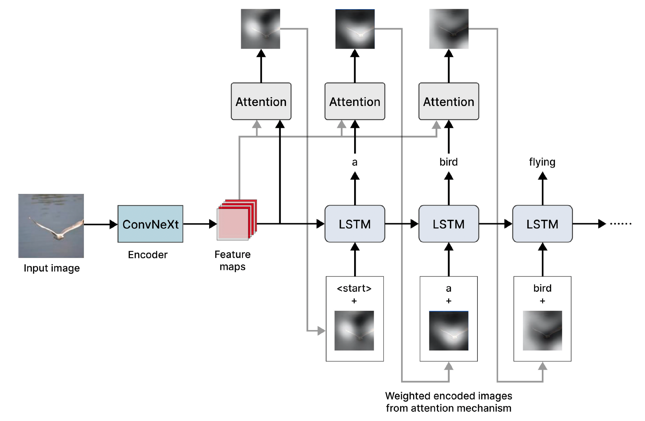 Attention
Attention
Attention
a
bird
flying
ConvNeXt
LSTM
LSTM
LSTM
......
Input image
Encoder
Feature
maps
<start>
+
a
+
bird
+
Weighted encoded images
from attention mechanism